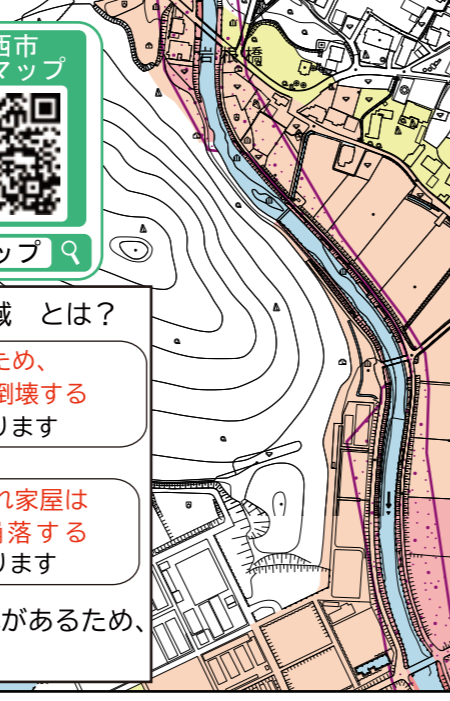 西市
マップ
ップ
岩根橋
域　とは？
ため、
倒壊する
ります
れ家屋は
落する
ります
があるため、